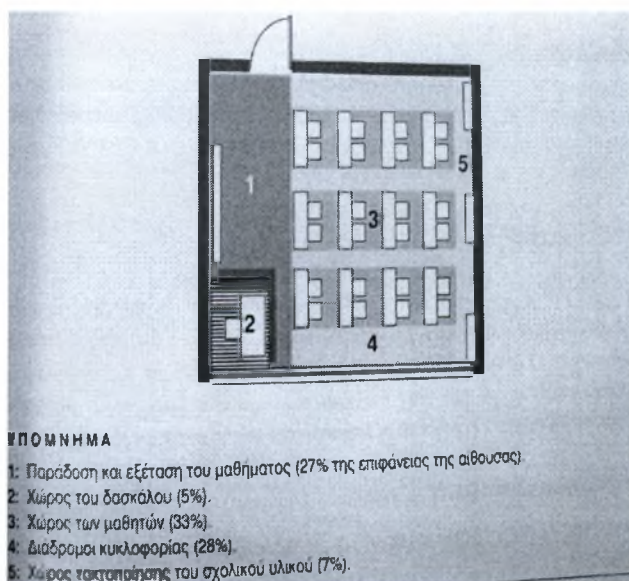 1
5
3
2
4
ΥΠΟΜΝΗΜΑ
1: Παράδοση και εξέταση του μαθήματος (27% της επιφάνειας της αίθουσας).
2: Χώρος του δασκάλου (5%).
3: Χώρος των μαθητών (33%).
4: Διάδρομοι κυκλοφορίας (28%).
5: Χώρος τακτοποίησης του σχολικού υλικού (7%).